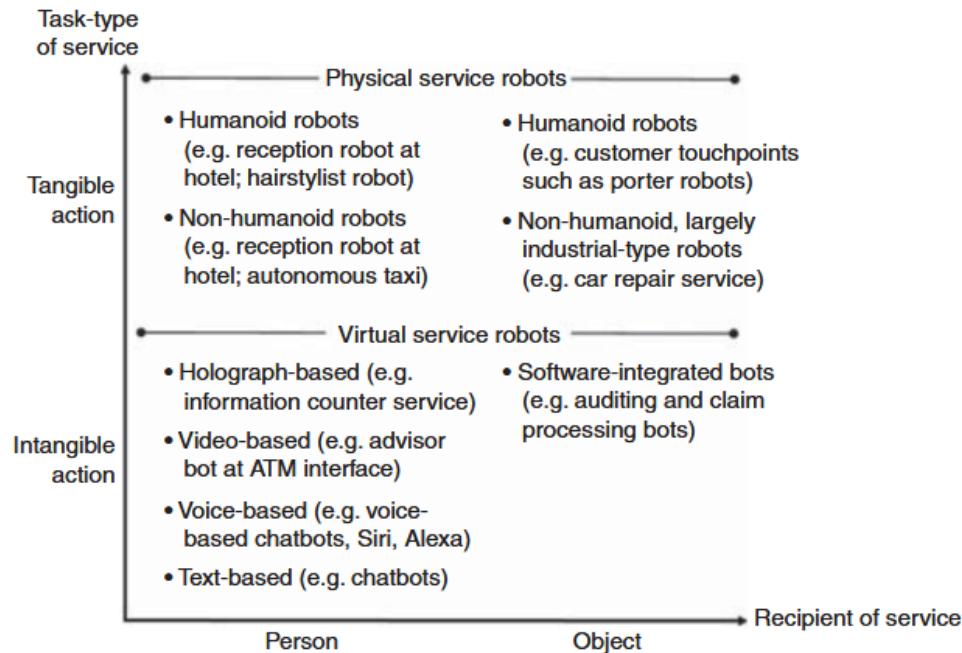 Task-type
of service
Physical service robots
• Humanoid robots
(e.g. reception robot at
hotel; hairstylist robot)
• Non-humanoid robots
(e.g. reception robot at
hotel; autonomous taxi)
• Humanoid robots
(e.g. customer touchpoints
such as porter robots)
• Non-humanoid, largely
industrial-type robots
(e.g. car repair service)
Tangible
action
Virtual service robots
• Holograph-based (e.g.
information counter service)
• Video-based (e.g. advisor
bot at ATM interface)
• Voice-based (e.g. voice-
based chatbots, Siri, Alexa)
• Text-based (e.g. chatbots)
• Software-integrated bots
(e.g. auditing and claim
processing bots)
Intangible
action
Recipient of service
Person
Object